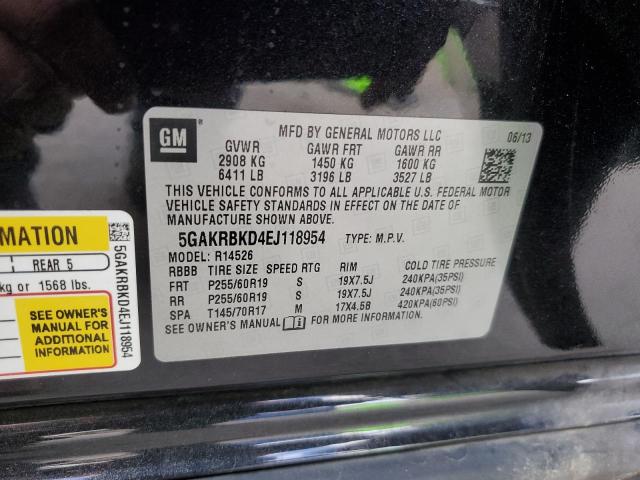 GM
MFD BY GENERAL MOTORS LLC 06/13
GVWR GAWR FRT GAWR RR
2908 KG 1450 KG 1600 KG
6411 LB 3196 LB 3527 LB
THIS VEHICLE CONFORMS TO ALL APPLICABLE U.S. FEDERAL MOTOR
VEHICLE SAFETY STANDARDS IN EFFECT ON THE DATE OF
MANUFACTURE SHOWN ABOVE.
5GAKRBKD4EJ118954 TYPE: M.P.V.
MODEL: R14526
RBBB TIRE SIZE SPEED RTG RIM COLD TIRE PRESSURE
FRT P255/60R19 S 19X7.5J 240KPA(35PSI)
RR P255/60R19 S 19X7.5J 240KPA(35PSI)
SPA T145/70R17 M 17X4.5B 420KPA(60PSI)
SEE OWNER'S MANUAL FOR MORE INFORMATION
REAR 5
kg or 1568 lbs.
SEE OWNER'S
MANUAL FOR
ADDITIONAL
INFORMATION
5GAKRBKD4EJ118954